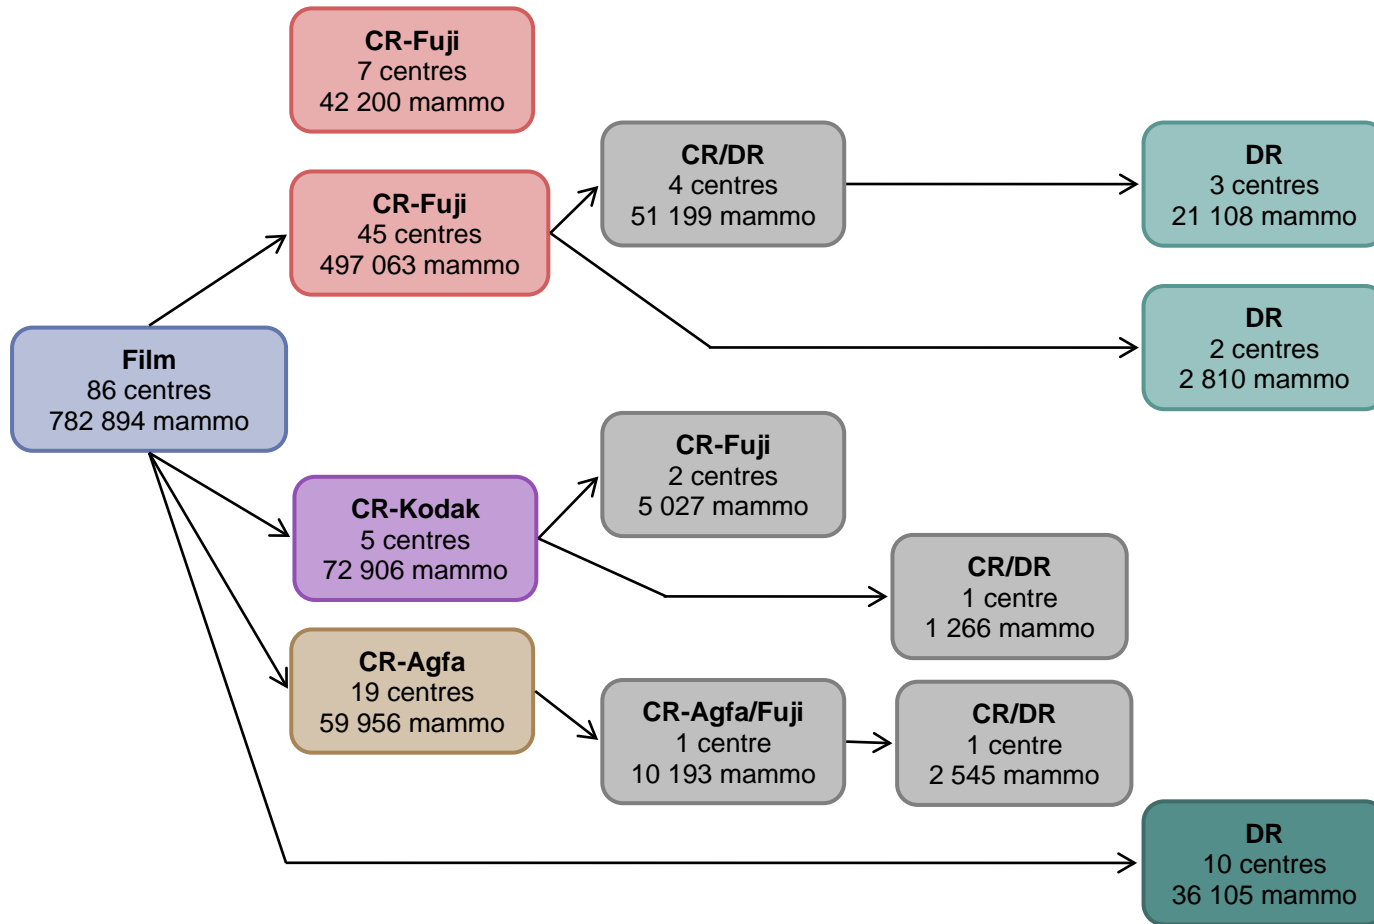 CR-Fuji
7 centres
42 200 mammo
CR-Fuji
45 centres
497 063 mammo
CR/DR
4 centres
51 199 mammo
DR
3 centres
21 108 mammo
DR
2 centres
2 810 mammo
Film
86 centres
782 894 mammo
CR-Fuji
2 centres
5 027 mammo
CR-Kodak
5 centres
72 906 mammo
CR/DR
1 centre
1 266 mammo
CR-Agfa
19 centres
59 956 mammo
CR-Agfa/Fuji
1 centre
10 193 mammo
CR/DR
1 centre
2 545 mammo
DR
10 centres
36 105 mammo